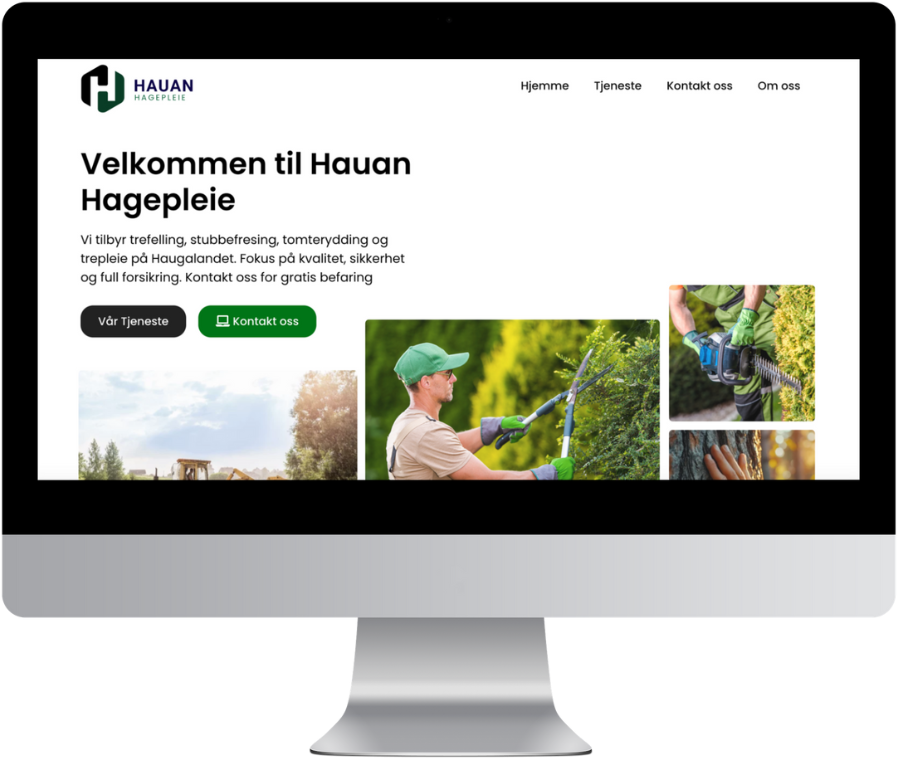 HAUAN
HAGEPLEIE
Hjemme Tjeneste Kontakt oss Om oss
Velkommen til Hauan
Hagepleie
Vi tilbyr trefelling, stubbefresing, tomterydding og
trepleie på Haugalandet. Fokus på kvalitet, sikkerhet
og full forsikring. Kontakt oss for gratis befaring
Vår Tjeneste Kontakt oss